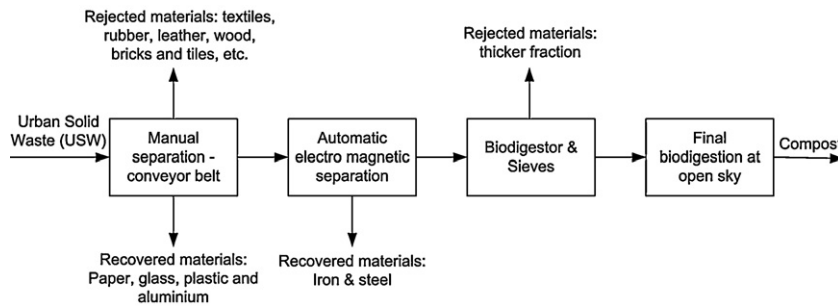 Rejected materials: textiles,
rubber, leather, wood,
bricks and tiles, etc.
Rejected materials:
thicker fraction
Urban Solid
Waste (USW)
Manual
separation -
conveyor belt
Automatic
electro magnetic
separation
Biodigestor &
Sieves
Final
biodigestion at
open sky
Compost
Recovered materials:
Paper, glass, plastic and
aluminium
Recovered materials:
Iron & steel